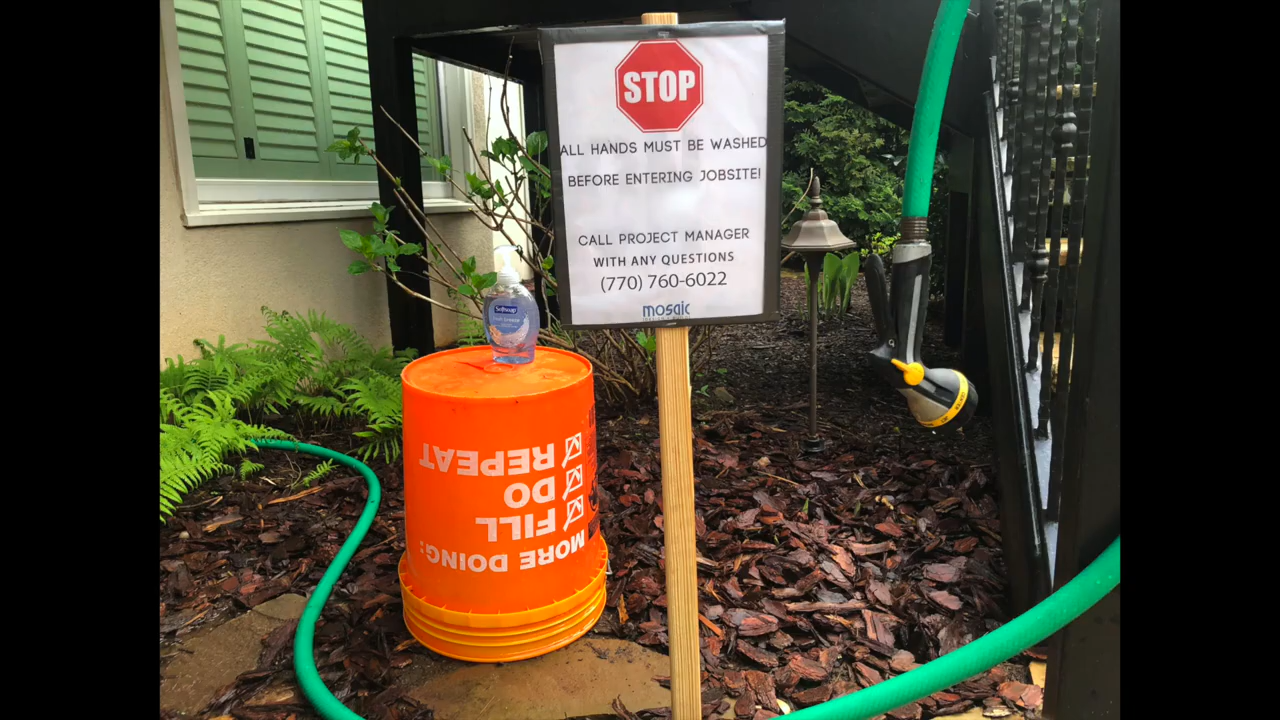 STOP
ALL HANDS MUST BE WASHED
BEFORE ENTERING JOBSITE!
CALL PROJECT MANAGER
WITH ANY QUESTIONS
(770) 760-6022
mosaic
Softsoap
MORE DOING:
FILL
DO
REPEAT